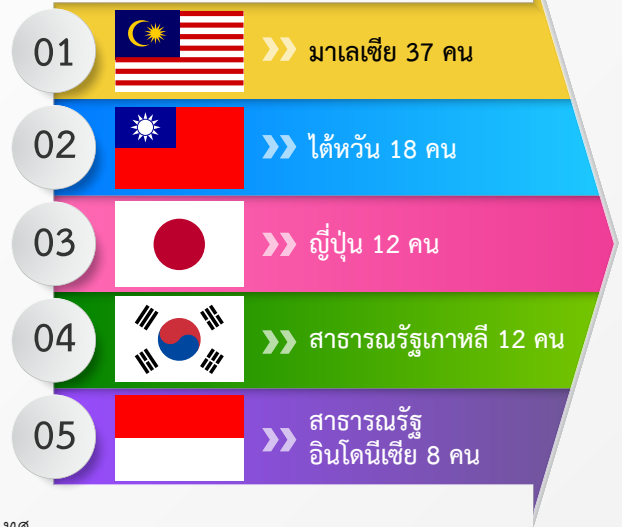 01
มาเลเซีย 37 คน
02
ไต้หวัน 18 คน
03
ญี่ปุ่น 12 คน
04
สาธารณรัฐเกาหลี 12 คน
05
สาธารณรัฐ
อินโดนีเซีย 8 คน